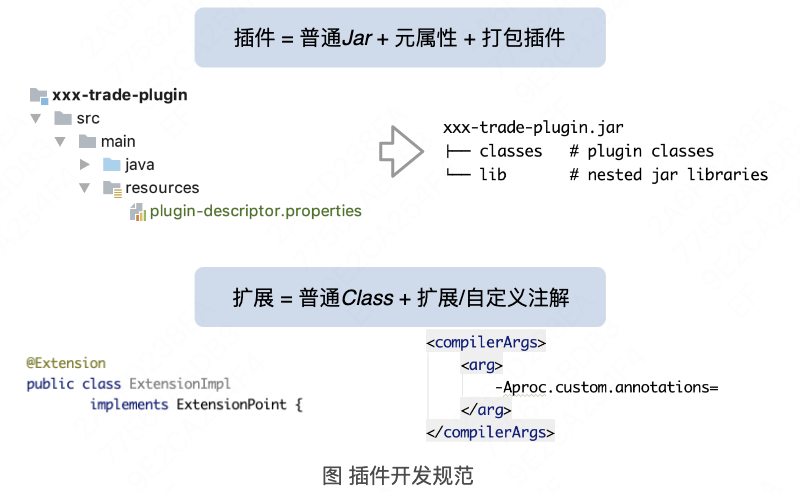 插件 = 普通Jar + 元属性 + 打包插件
xxx-trade-plugin
src
main
java
resources
plugin-descriptor.properties
xxx-trade-plugin.jar
├── classes   # plugin classes
└── lib       # nested jar libraries
扩展 = 普通Class + 扩展/自定义注解
@Extension
public class ExtensionImpl
        implements ExtensionPoint {
<compilerArgs>
    <arg>
        -Aproc.custom.annotations=
    </arg>
</compilerArgs>
图 插件开发规范